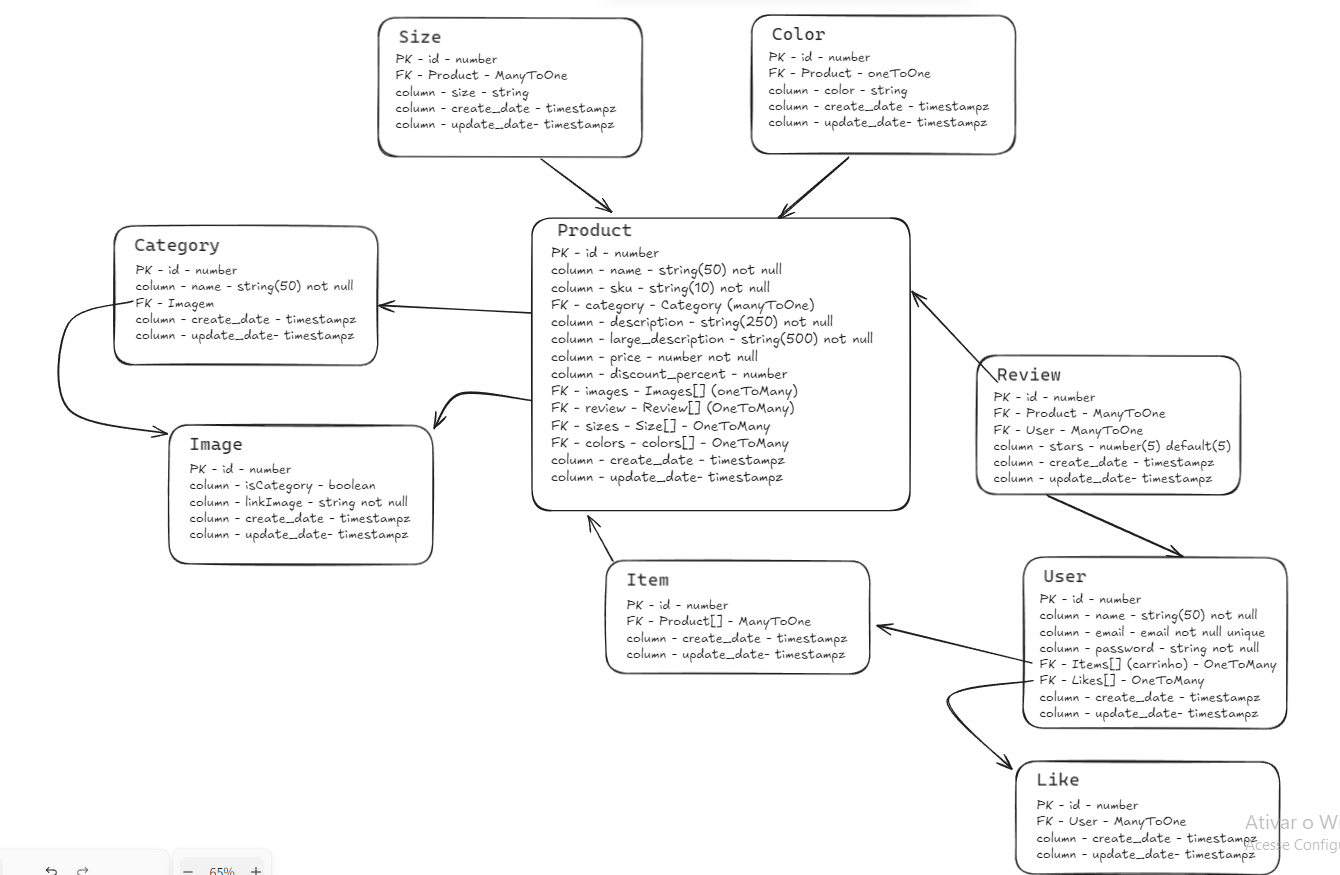 Size
PK - id - number
FK - Product - ManyToOne
column - size - string
column - create_date - timestampz
column - update_date- timestampz
Color
PK - id - number
FK - Product - oneToOne
column - color - string
column - create_date - timestampz
column - update_date- timestampz
Category
PK - id - number
column - name - string(50) not null
FK - Imagem
column - create_date - timestampz
column - update_date- timestampz
Product
PK - id - number
column - name - string(50) not null
column - sku - string(10) not null
FK - category - Category (manyToOne)
column - description - string(250) not null
column - large_description - string(500) not null
column - price - number not null
column - discount_percent - number
FK - images - Images[] (oneToMany)
FK - review - Review[] (OneToMany)
FK - sizes - Size[] - OneToMany
FK - colors - colors[] - OneToMany
column - create_date - timestampz
column - update_date- timestampz
Review
PK - id - number
FK - Product - ManyToOne
FK - User - ManyToOne
column - stars - number(5) default(5)
column - create_date - timestampz
column - update_date- timestampz
Image
PK - id - number
column - isCategory - boolean
column - linkImage - string not null
column - create_date - timestampz
column - update_date- timestampz
Item
PK - id - number
FK - Product[] - ManyToOne
column - create_date - timestampz
column - update_date- timestampz
User
PK - id - number
column - name - string(50) not null
column - email - email not null unique
column - password - string not null
FK - Items[] (carrinho) - OneToMany
FK - Likes[] - OneToMany
column - create_date - timestampz
column - update_date- timestampz
Like
PK - id - number
FK - User - ManyToOne
column - create_date - timestampz
column - update_date- timestampz
Ativar o Wi
Acesse Configu
65%